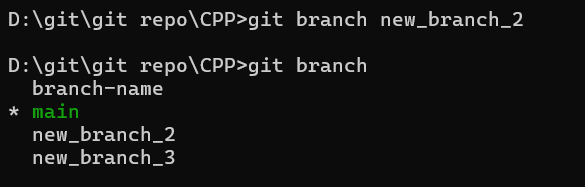 D:\git\git repo\CPP>git branch new_branch_2
D:\git\git repo\CPP>git branch
branch-name
* main
new_branch_2
new_branch_3